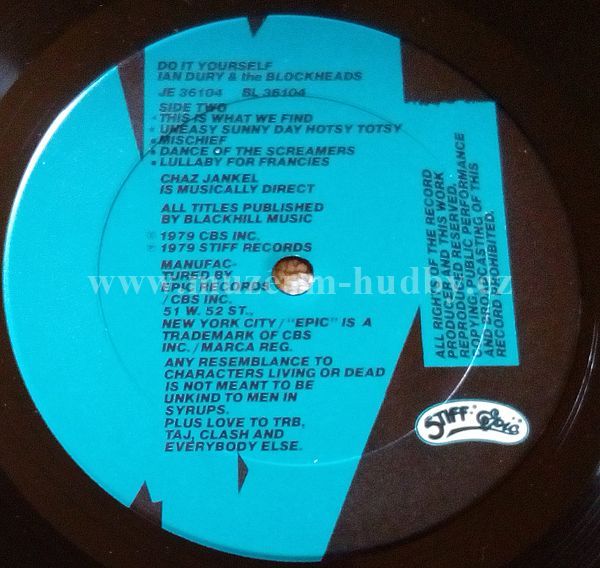 DO IT YOURSELF
IAN DURY & the BLOCKHEADS
JE 36104 BL 36104
SIDE TWO
• THIS IS WHAT WE FIND
• UNEASY SUNNY DAY HOTSY TOTSY
• MISCHIEF
• DANCE OF THE SCREAMERS
• LULLABY FOR FRANCIES
CHAZ JANKEL
IS MUSICALLY DIRECT
ALL TITLES PUBLISHED
BY BLACKHILL MUSIC
© 1979 CBS INC.
℗ 1979 STIFF RECORDS
MANUFAC-
TURED BY
EPIC RECORDS
/CBS INC.
51 W. 52 ST.,
NEW YORK CITY/"EPIC" IS A
TRADEMARK OF CBS
INC./MARCA REG.
ANY RESEMBLANCE TO
CHARACTERS LIVING OR DEAD
IS NOT MEANT TO BE
UNKIND TO MEN IN
SYRUPS.
PLUS LOVE TO TRB,
TAJ, CLASH AND
EVERYBODY ELSE.
ALL RIGHTS OF THE RECORD
PRODUCER AND THIS WORK
REPRODUCED RESERVED.
COPYING, PUBLIC PERFORMANCE
AND BROADCASTING OF THIS
RECORD PROHIBITED.
STIFF Epic
www.muzeum-hudby.cz